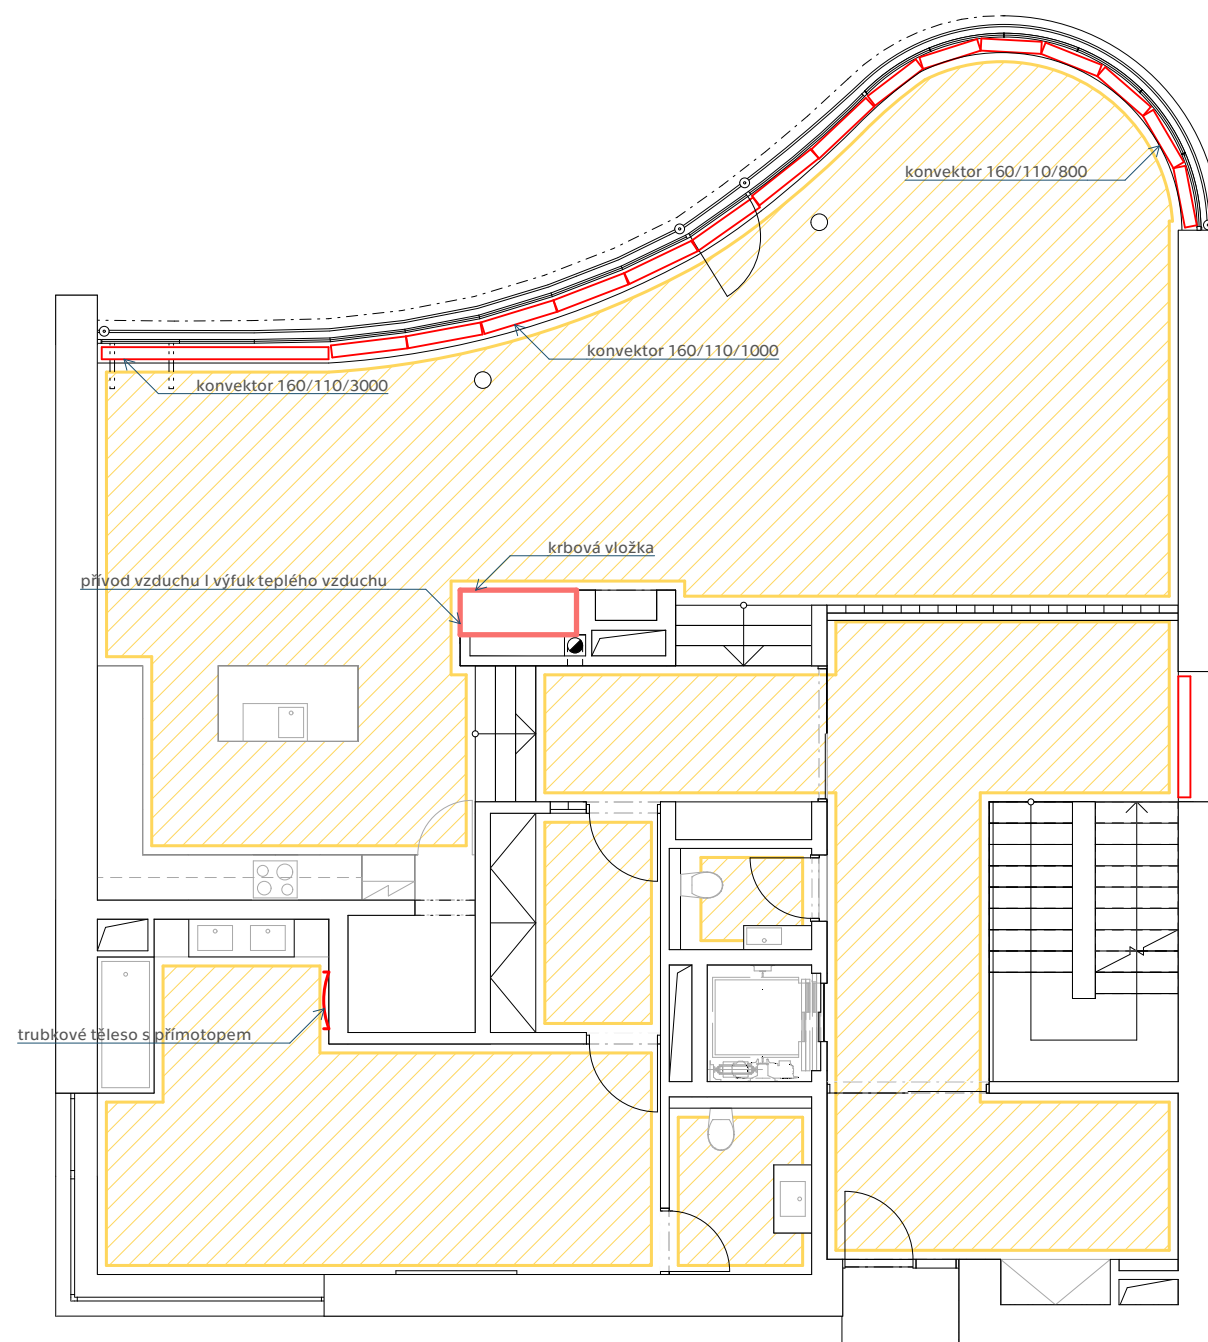 konvektor 160/110/800
konvektor 160/110/1000
konvektor 160/110/3000
krbová vložka
přívod vzduchu I výfuk teplého vzduchu
trubkové těleso s přímotopem